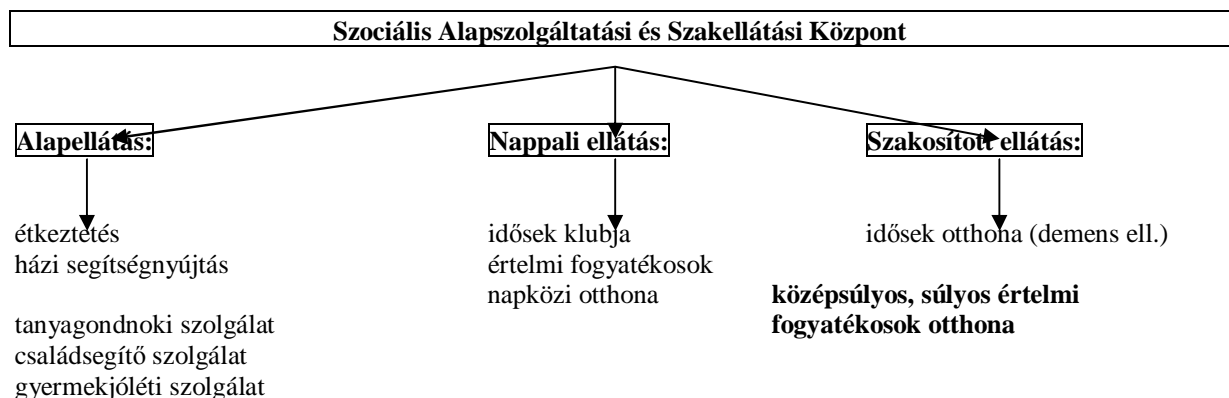 Szociális Alapszolgáltatási és Szakellátási Központ
Alapellátás:
étkeztetés
házi segítségnyújtás
tanyagondnoki szolgálat
családsegítő szolgálat
gyermekjóléti szolgálat
Nappali ellátás:
idősek klubja
értelmi fogyatékosok
napközi otthona
Szakosított ellátás:
idősek otthona (demens ell.)
középsúlyos, súlyos értelmi
fogyatékosok otthona